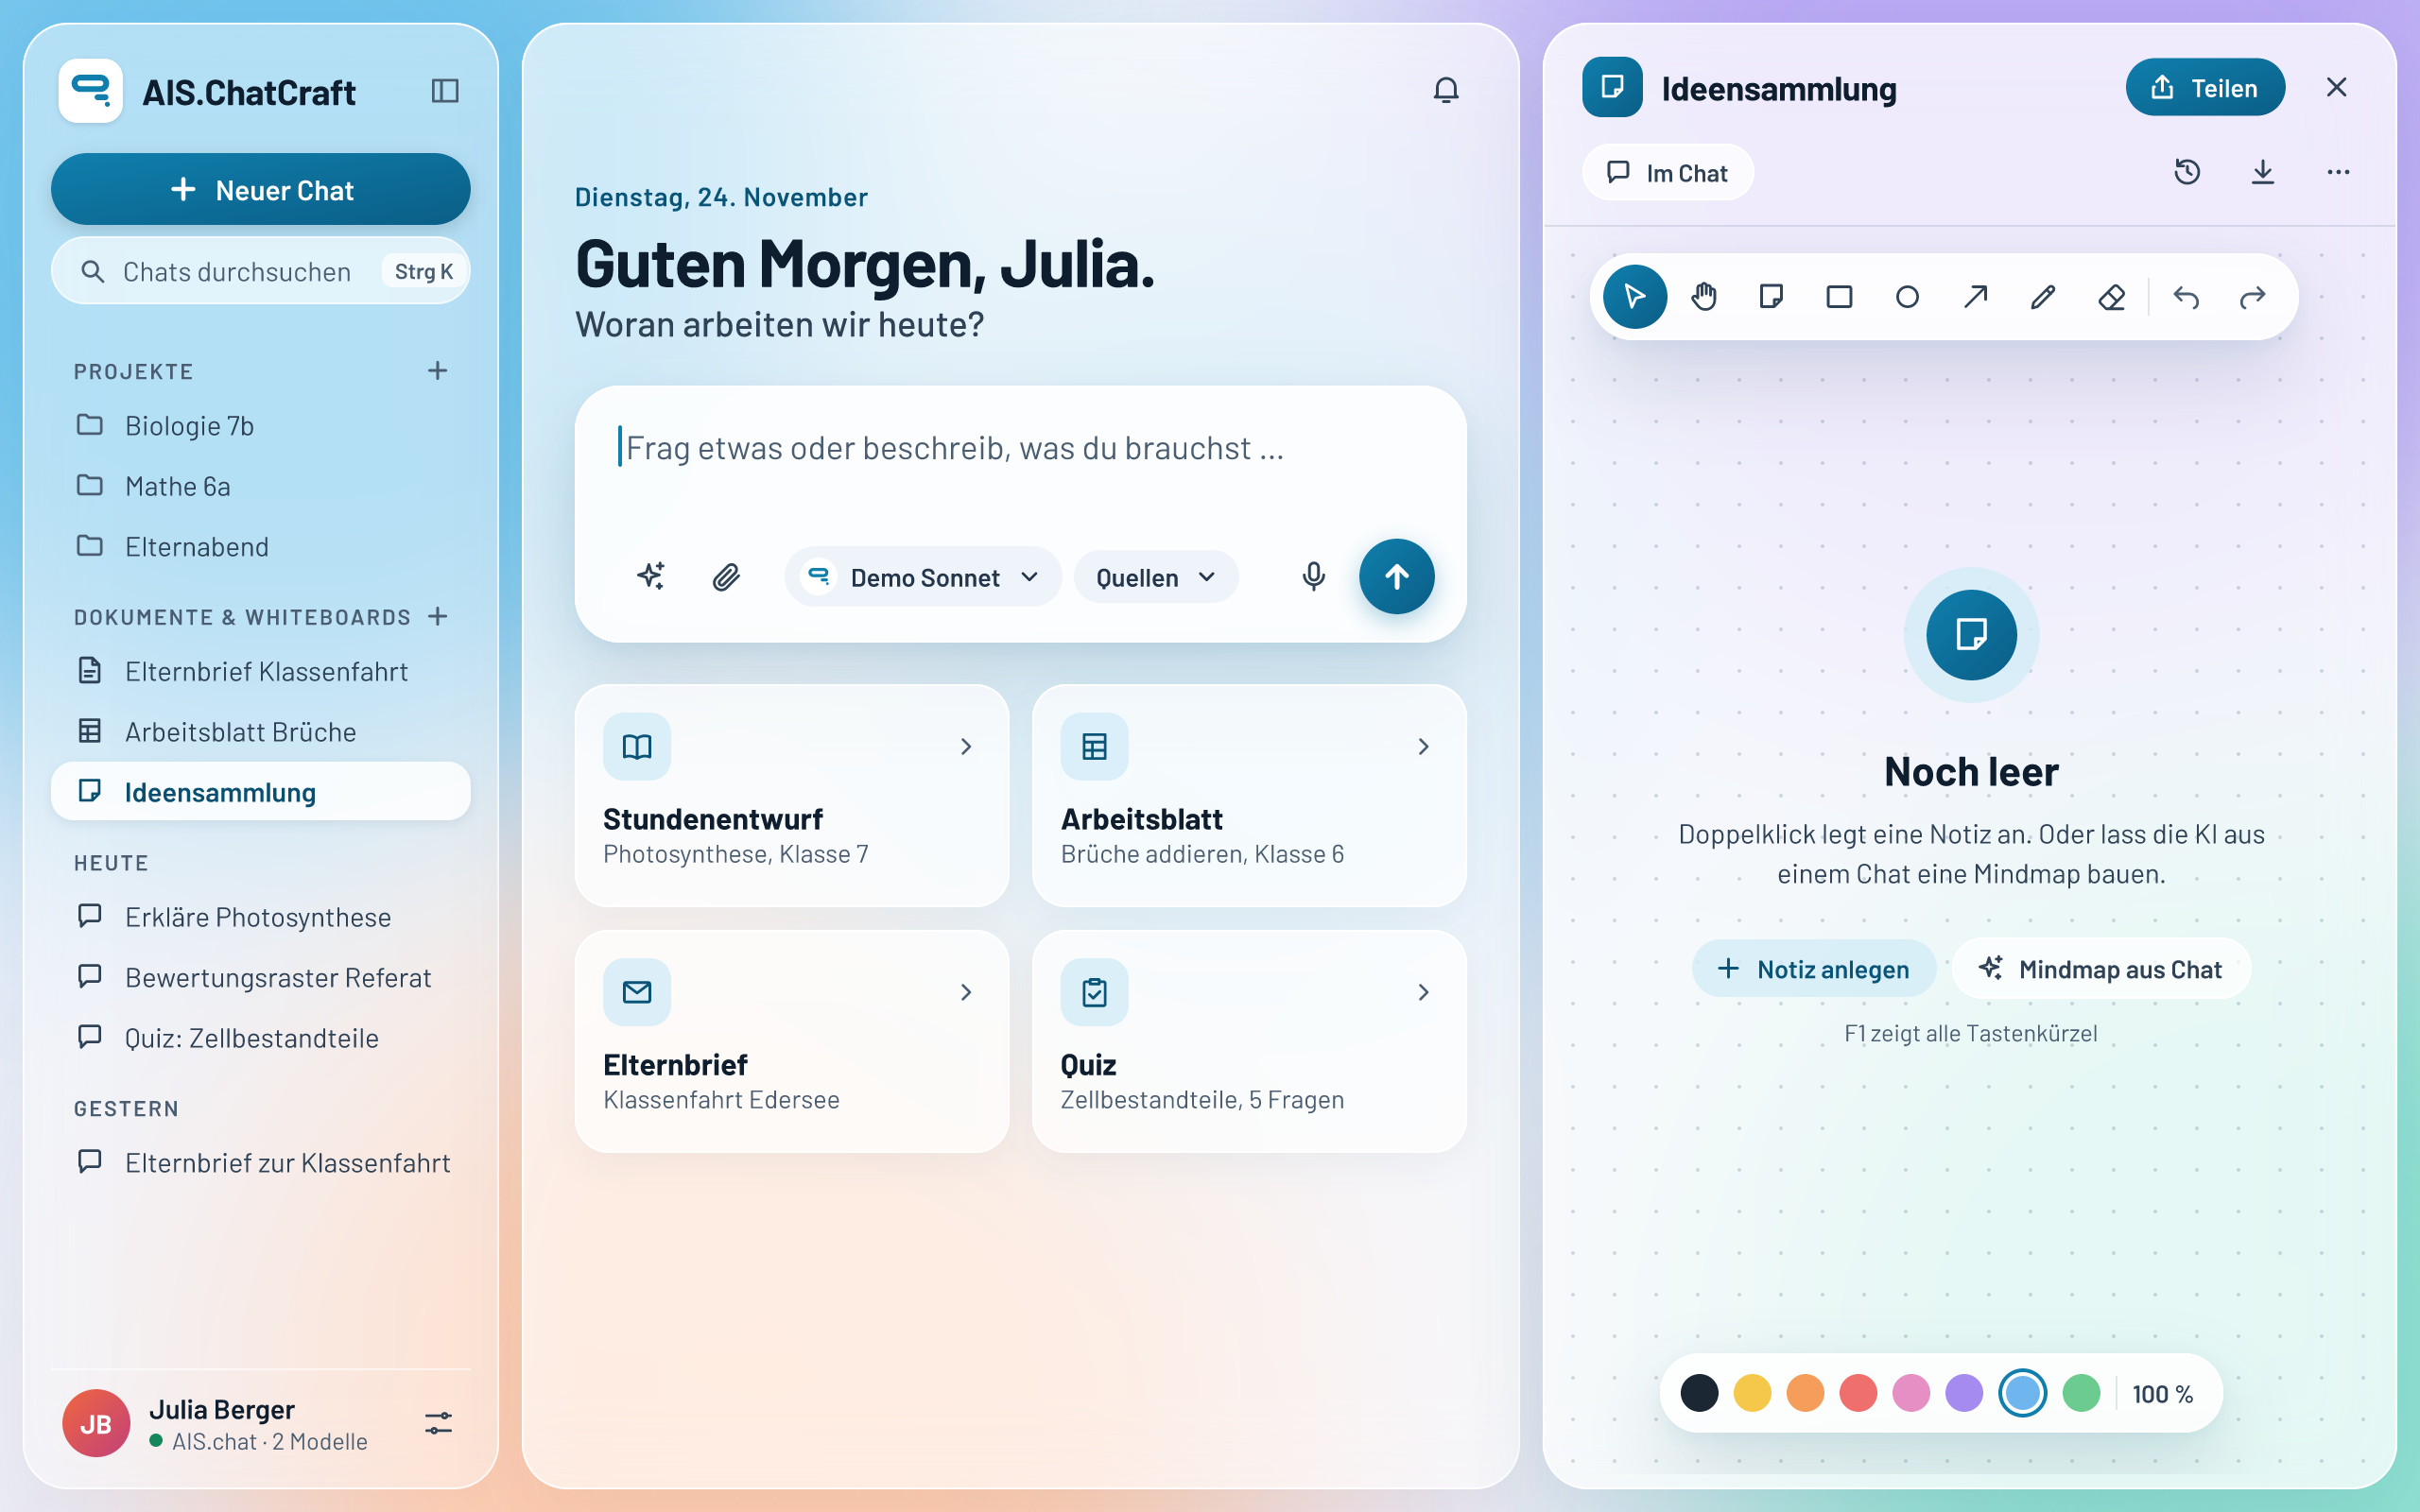 AIS.ChatCraft
Neuer Chat
Chats durchsuchen Strg K
PROJEKTE
Biologie 7b
Mathe 6a
Elternabend
DOKUMENTE & WHITEBOARDS
Elternbrief Klassenfahrt
Arbeitsblatt Brüche
Ideensammlung
HEUTE
Erkläre Photosynthese
Bewertungsraster Referat
Quiz: Zellbestandteile
GESTERN
Elternbrief zur Klassenfahrt
JB
Julia Berger
AIS.chat · 2 Modelle
Dienstag, 24. November
Guten Morgen, Julia.
Woran arbeiten wir heute?
Frag etwas oder beschreib, was du brauchst ...
Demo Sonnet
Quellen
Stundenentwurf
Photosynthese, Klasse 7
Arbeitsblatt
Brüche addieren, Klasse 6
Elternbrief
Klassenfahrt Edersee
Quiz
Zellbestandteile, 5 Fragen
Ideensammlung
Teilen
Im Chat
Noch leer
Doppelklick legt eine Notiz an. Oder lass die KI aus
einem Chat eine Mindmap bauen.
Notiz anlegen
Mindmap aus Chat
F1 zeigt alle Tastenkürzel
100 %